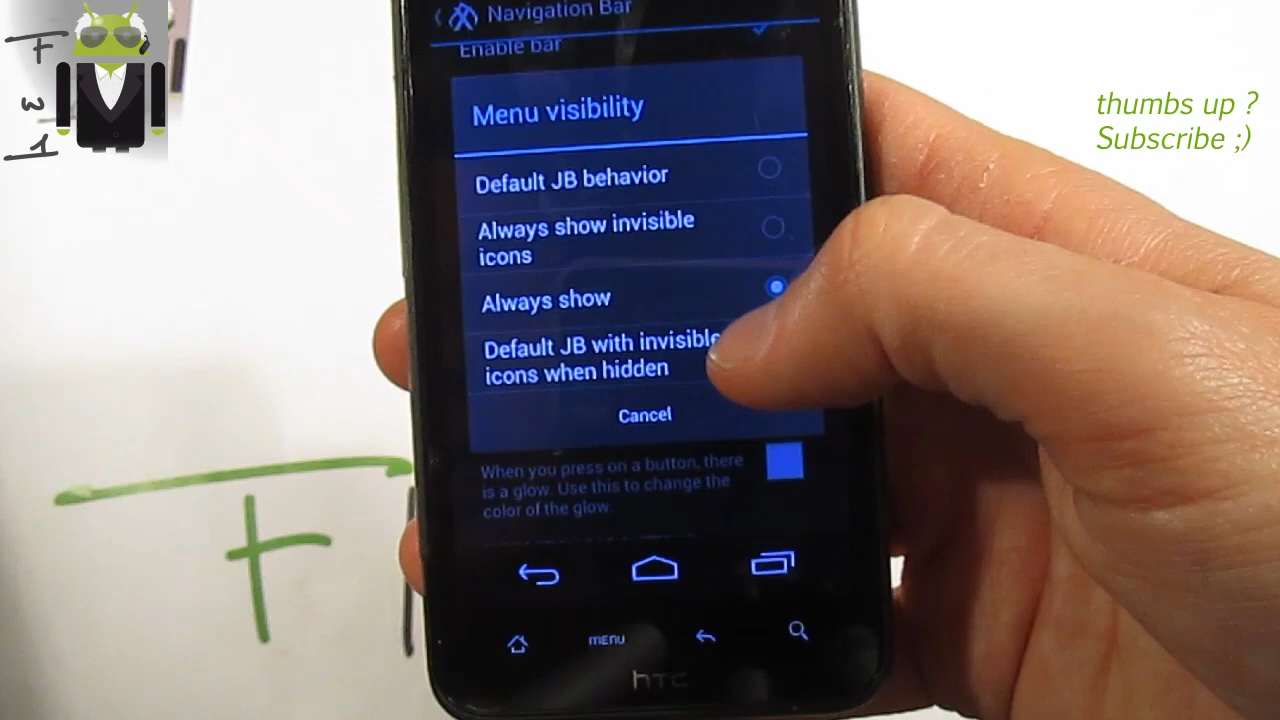 F
w
1
thumbs up ?
Subscribe ;)
Navigation Bar
Enable bar
Menu visibility
Default JB behavior
Always show invisible
icons
Always show
Default JB with invisible
icons when hidden
Cancel
When you press on a button, there
is a glow. Use this to change the
color of the glow.
F
MENU
hTC